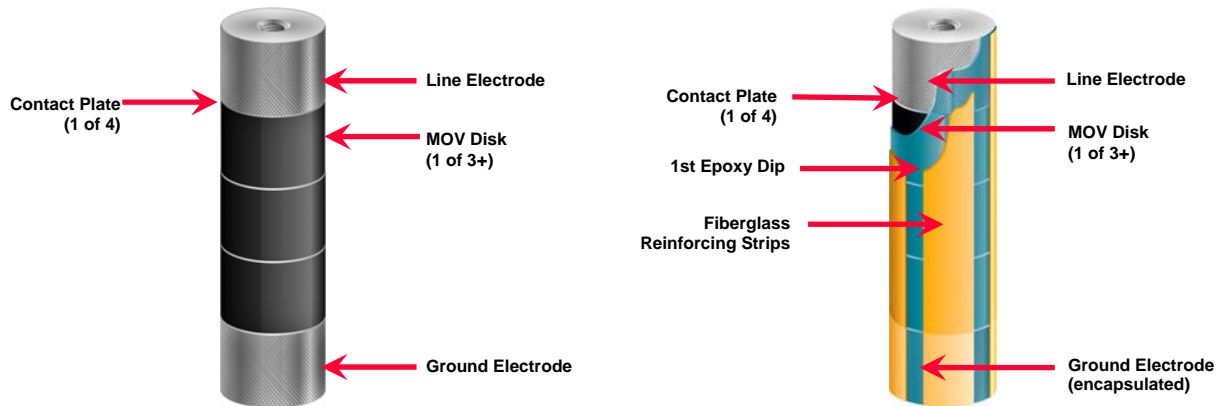 Line Electrode
Contact Plate
(1 of 4)
MOV Disk
(1 of 3+)
Ground Electrode
Line Electrode
Contact Plate
(1 of 4)
MOV Disk
(1 of 3+)
1st Epoxy Dip
Fiberglass
Reinforcing Strips
Ground Electrode
(encapsulated)